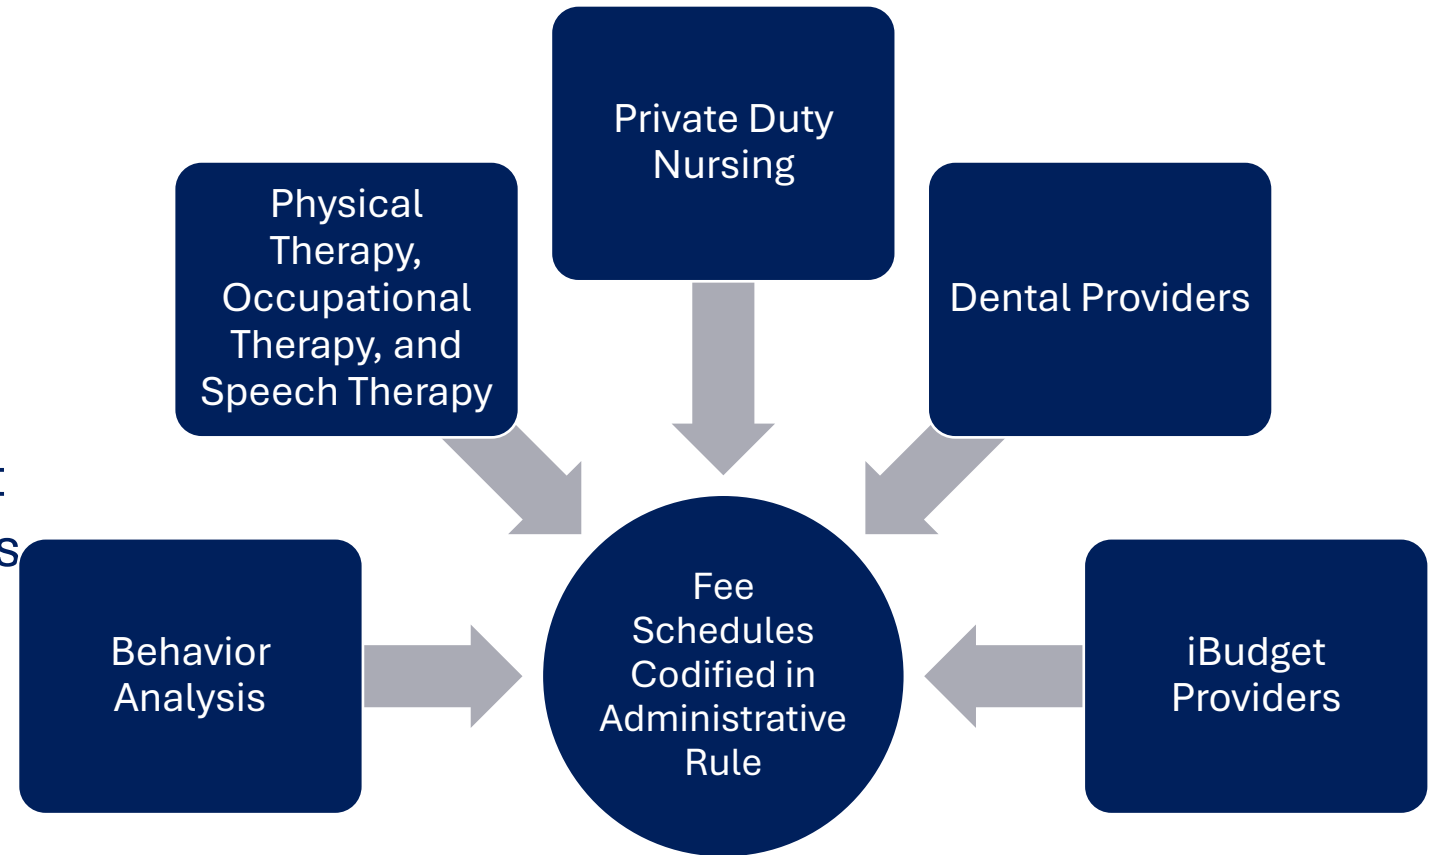 Private Duty
Nursing
Physical
Therapy,
Occupational
Therapy, and
Speech Therapy
Dental Providers
Behavior
Analysis
Fee
Schedules
Codified in
Administrative
Rule
iBudget
Providers